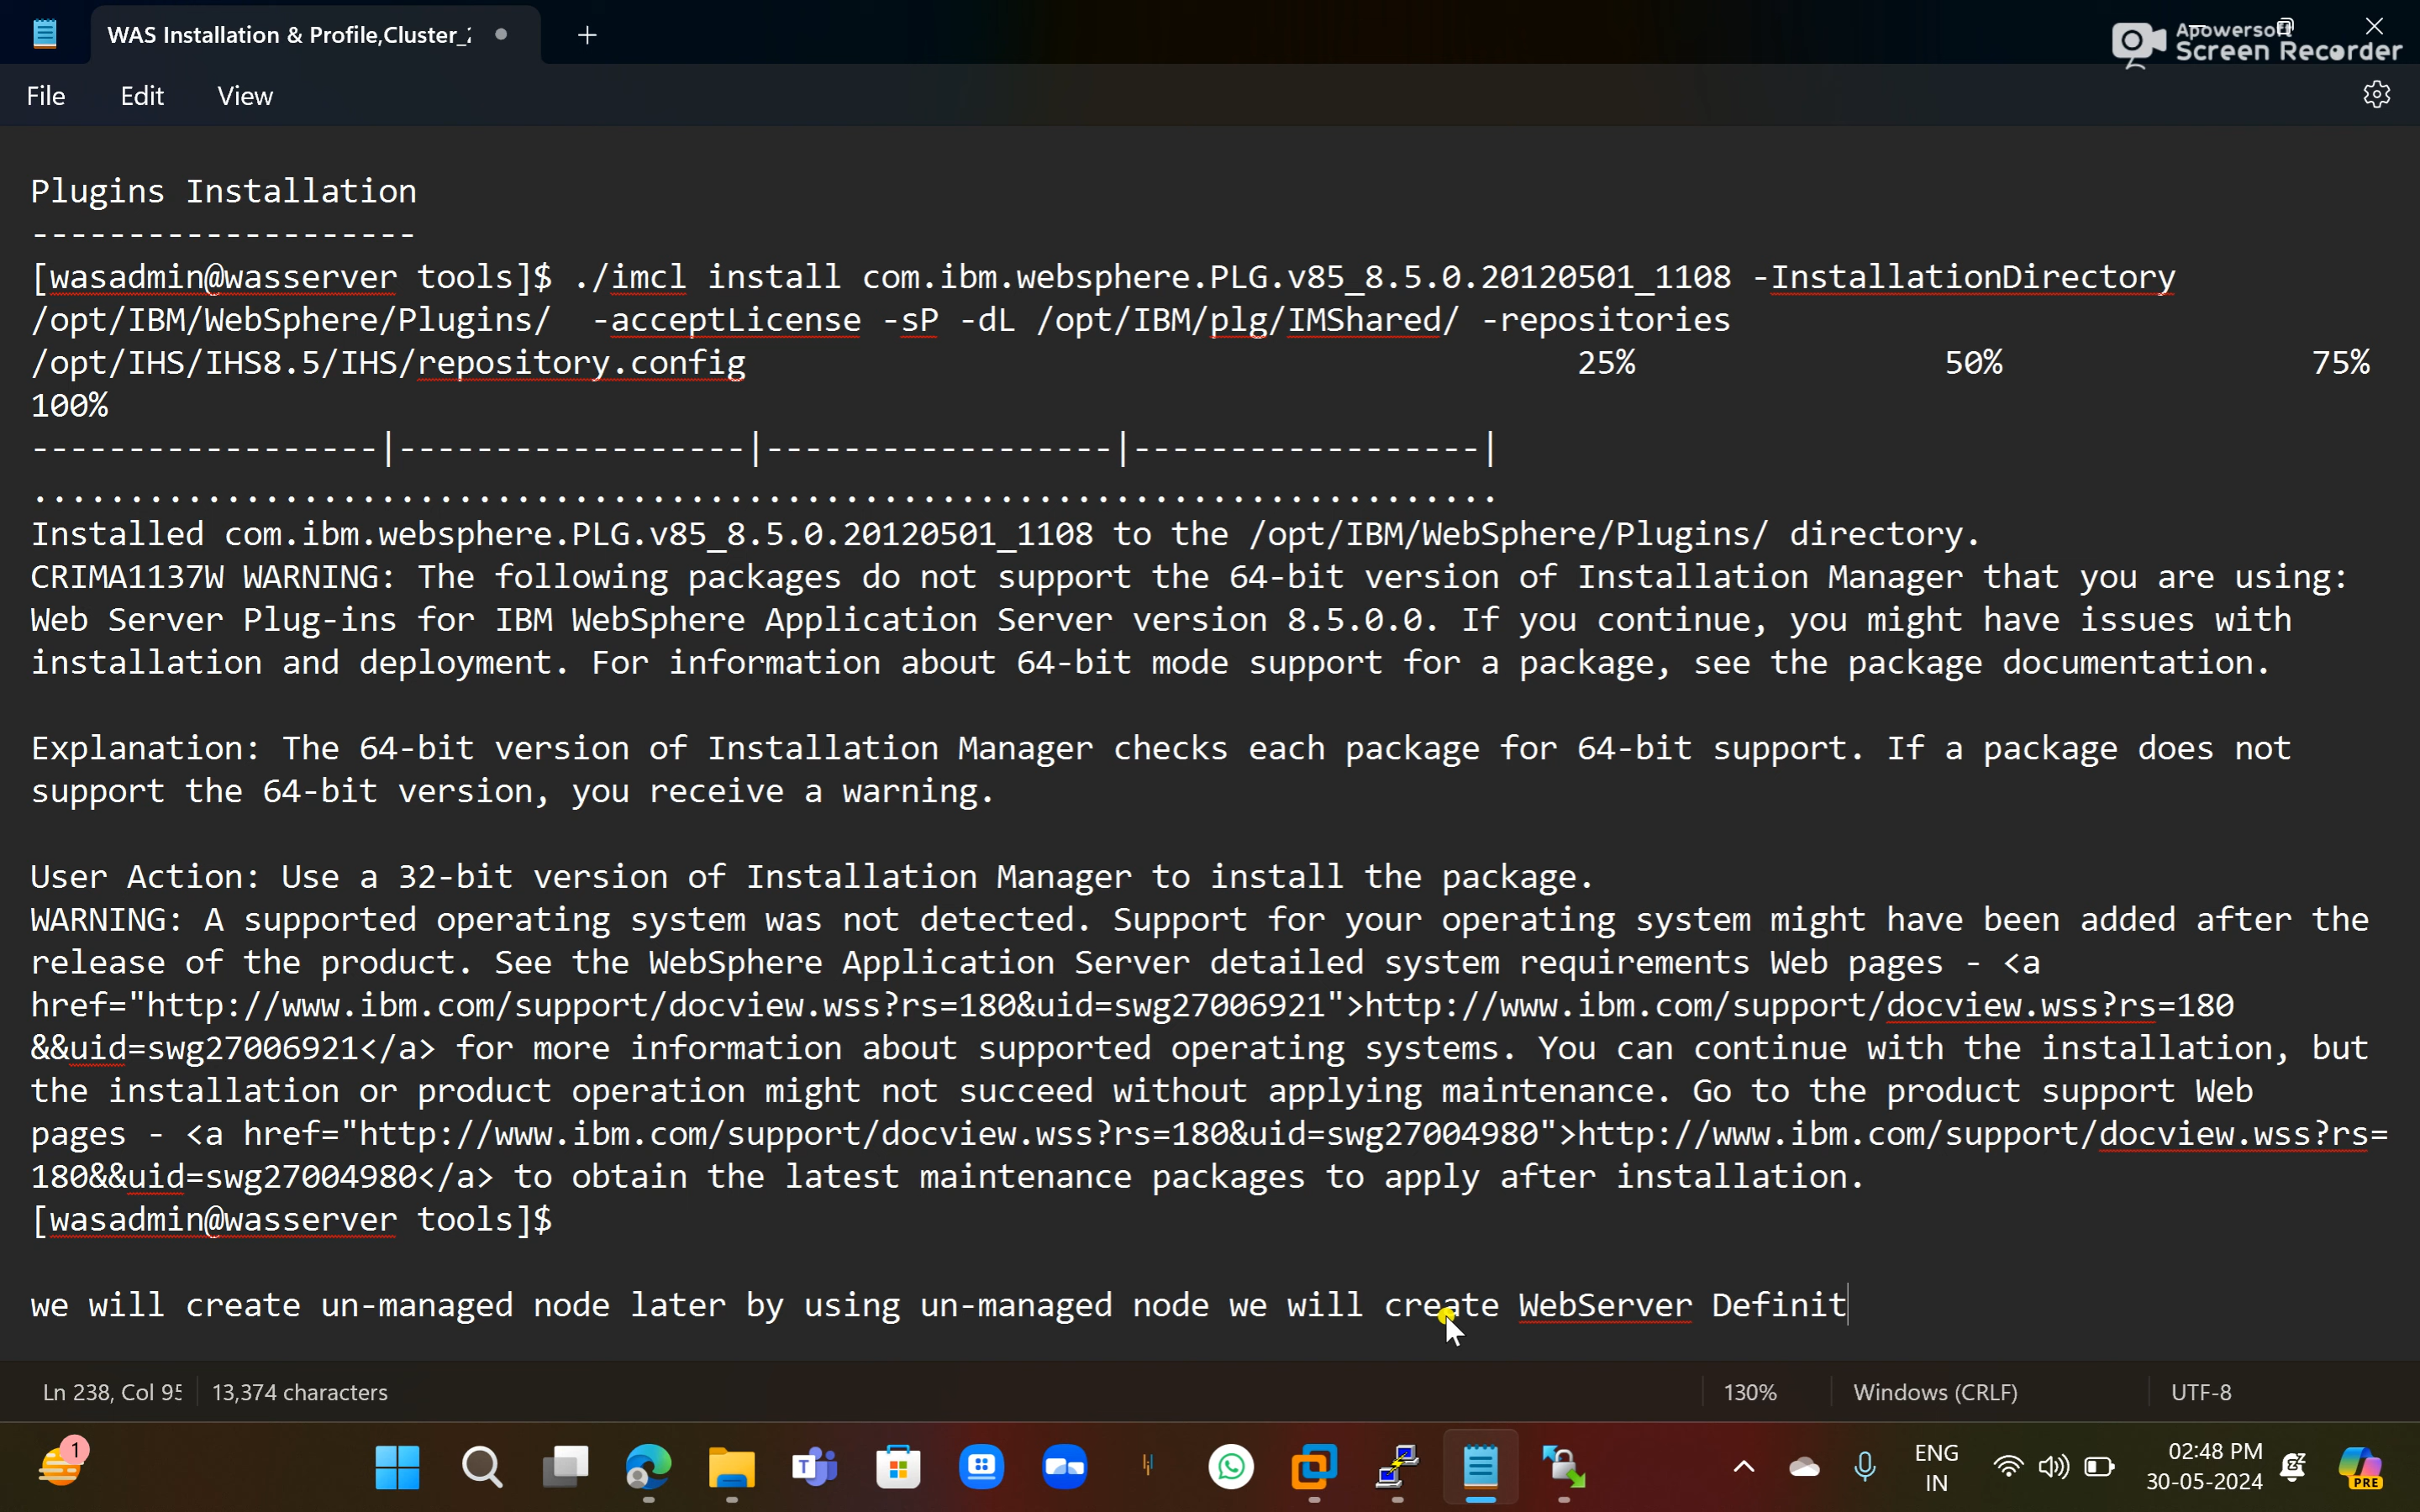 WAS Installation & Profile,Cluster_
Apowersoft
Screen Recorder
File Edit View
Plugins Installation
--------------------
[wasadmin@wasserver tools]$ ./imcl install com.ibm.websphere.PLG.v85_8.5.0.20120501_1108 -InstallationDirectory
/opt/IBM/WebSphere/Plugins/  -acceptLicense -sP -dL /opt/IBM/plg/IMShared/ -repositories
/opt/IHS/IHS8.5/IHS/repository.config 25% 50% 75%
100%
------------------|------------------|------------------|------------------|
............................................................................
Installed com.ibm.websphere.PLG.v85_8.5.0.20120501_1108 to the /opt/IBM/WebSphere/Plugins/ directory.
CRIMA1137W WARNING: The following packages do not support the 64-bit version of Installation Manager that you are using:
Web Server Plug-ins for IBM WebSphere Application Server version 8.5.0.0. If you continue, you might have issues with
installation and deployment. For information about 64-bit mode support for a package, see the package documentation.
Explanation: The 64-bit version of Installation Manager checks each package for 64-bit support. If a package does not
support the 64-bit version, you receive a warning.
User Action: Use a 32-bit version of Installation Manager to install the package.
WARNING: A supported operating system was not detected. Support for your operating system might have been added after the
release of the product. See the WebSphere Application Server detailed system requirements Web pages - <a
href="http://www.ibm.com/support/docview.wss?rs=180&uid=swg27006921">http://www.ibm.com/support/docview.wss?rs=180
&&uid=swg27006921</a> for more information about supported operating systems. You can continue with the installation, but
the installation or product operation might not succeed without applying maintenance. Go to the product support Web
pages - <a href="http://www.ibm.com/support/docview.wss?rs=180&uid=swg27004980">http://www.ibm.com/support/docview.wss?rs=
180&&uid=swg27004980</a> to obtain the latest maintenance packages to apply after installation.
[wasadmin@wasserver tools]$
we will create un-managed node later by using un-managed node we will create WebServer Definit
Ln 238, Col 95 13,374 characters 130% Windows (CRLF) UTF-8
1 ENG 02:48 PM
IN 30-05-2024 PRE